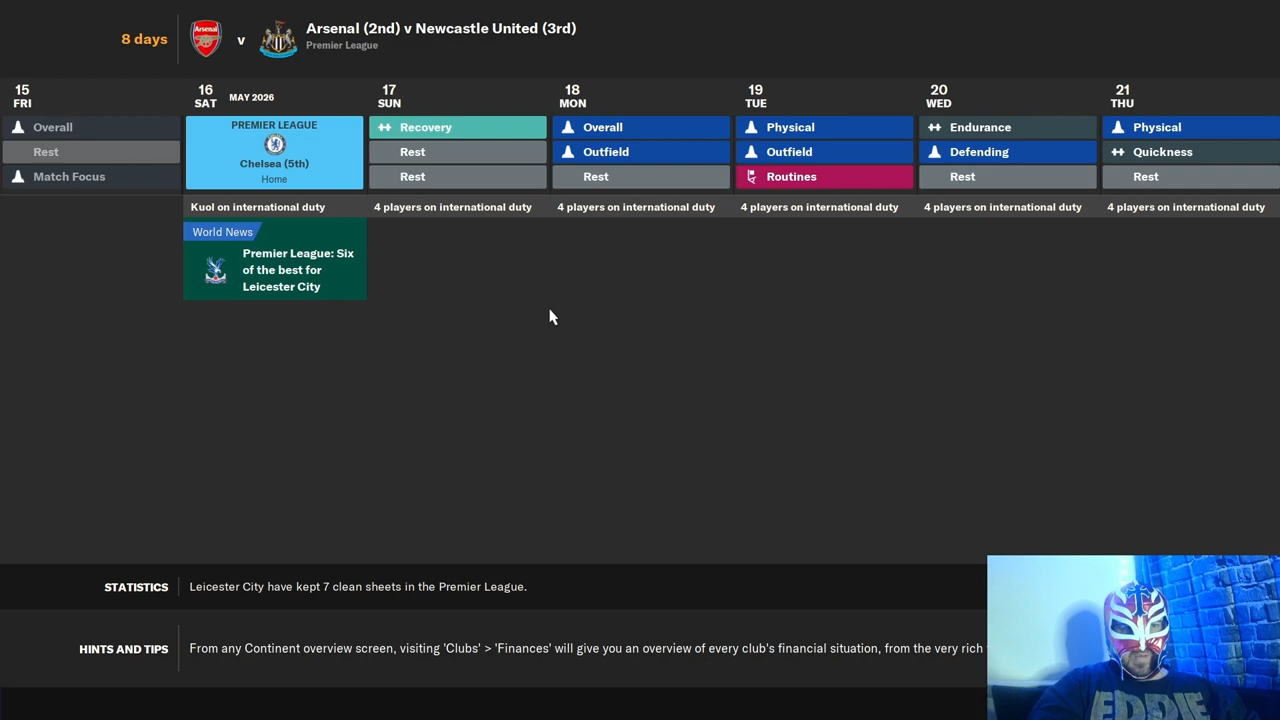 8 days
Arsenal
v
Arsenal (2nd) v Newcastle United (3rd)
Premier League
15
FRI
16
SAT
MAY 2026
17
SUN
18
MON
19
TUE
20
WED
21
THU
Overall
Rest
Match Focus
PREMIER LEAGUE
Chelsea (5th)
Home
Recovery
Rest
Rest
Overall
Outfield
Rest
Physical
Outfield
Routines
Endurance
Defending
Rest
Physical
Quickness
Rest
Kuol on international duty
4 players on international duty
4 players on international duty
4 players on international duty
4 players on international duty
4 players on international duty
World News
Premier League: Six
of the best for
Leicester City
STATISTICS
Leicester City have kept 7 clean sheets in the Premier League.
HINTS AND TIPS
From any Continent overview screen, visiting 'Clubs' > 'Finances' will give you an overview of every club's financial situation, from the very rich
EDDIE